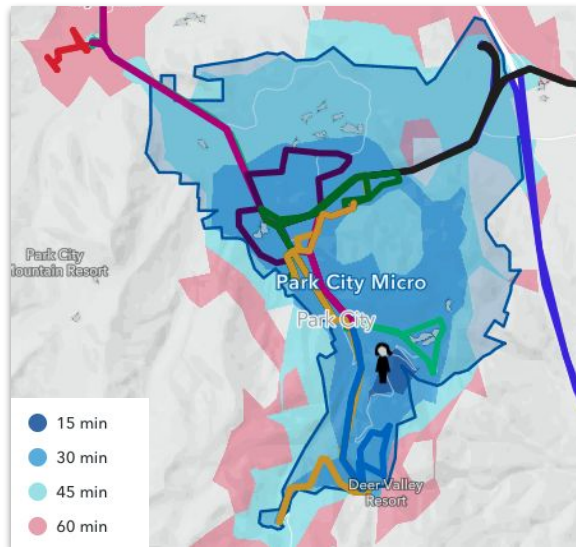 Park City
Mountain Resort
Park City Micro
Park City
Deer Valley
Resort
15 min
30 min
45 min
60 min